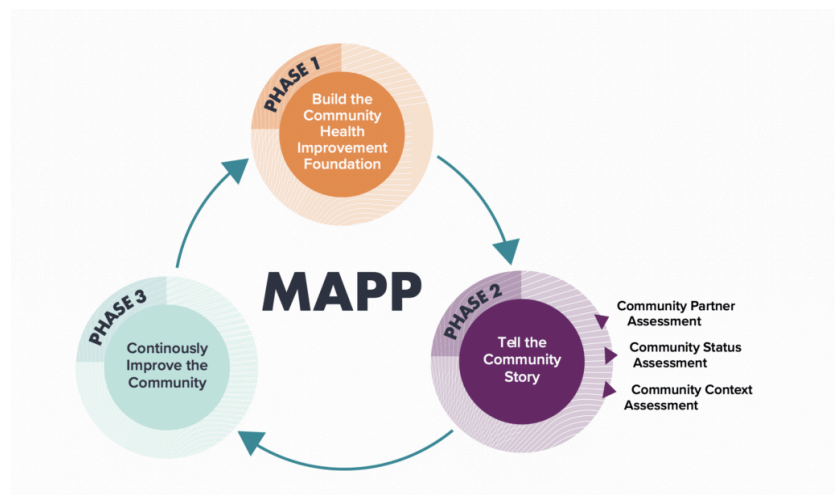 PHASE 1
Build the
Community
Health
Improvement
Foundation
MAPP
PHASE 2
Tell the
Community
Story
Community Partner
Assessment
Community Status
Assessment
Community Context
Assessment
PHASE 3
Continously
Improve the
Community